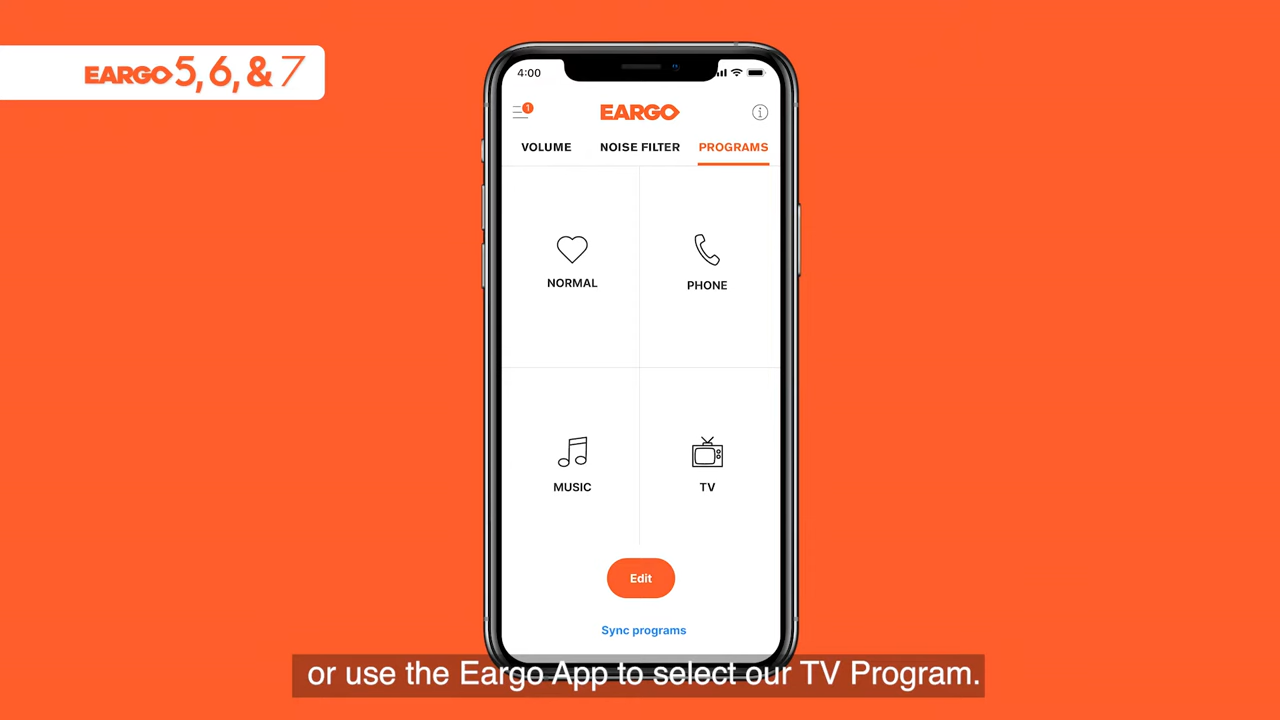 EARGO 5, 6, & 7
4:00
1
EARGO
i
VOLUME NOISE FILTER PROGRAMS
NORMAL PHONE
MUSIC TV
Edit
Sync programs
or use the Eargo App to select our TV Program.